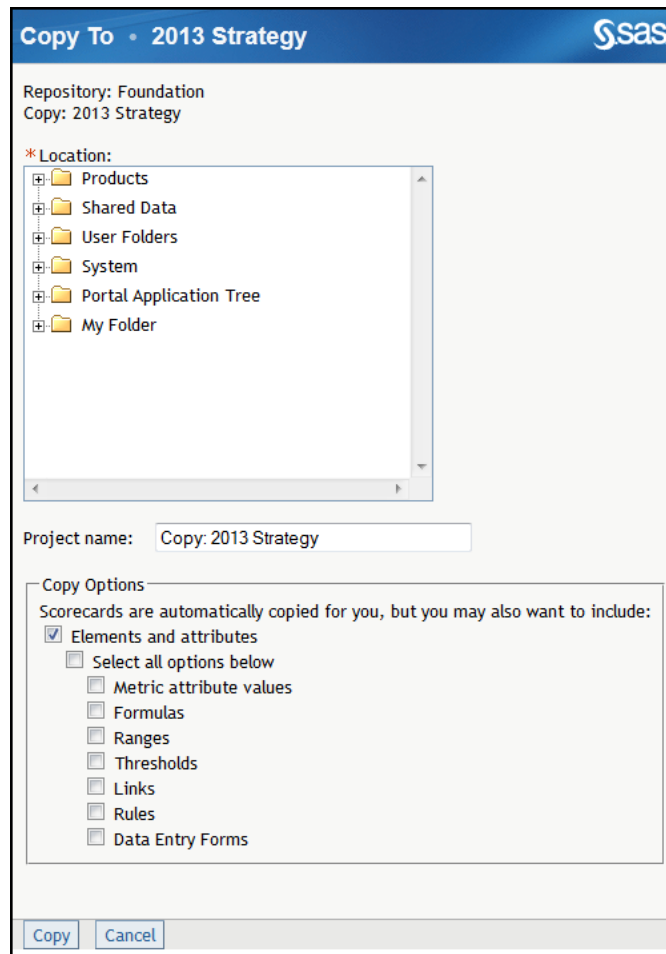 Copy To • 2013 Strategy
sas
Repository: Foundation
Copy: 2013 Strategy
*Location:
Products
Shared Data
User Folders
System
Portal Application Tree
My Folder
Project name: Copy: 2013 Strategy
Copy Options
Scorecards are automatically copied for you, but you may also want to include:
Elements and attributes
Select all options below
Metric attribute values
Formulas
Ranges
Thresholds
Links
Rules
Data Entry Forms
Copy Cancel